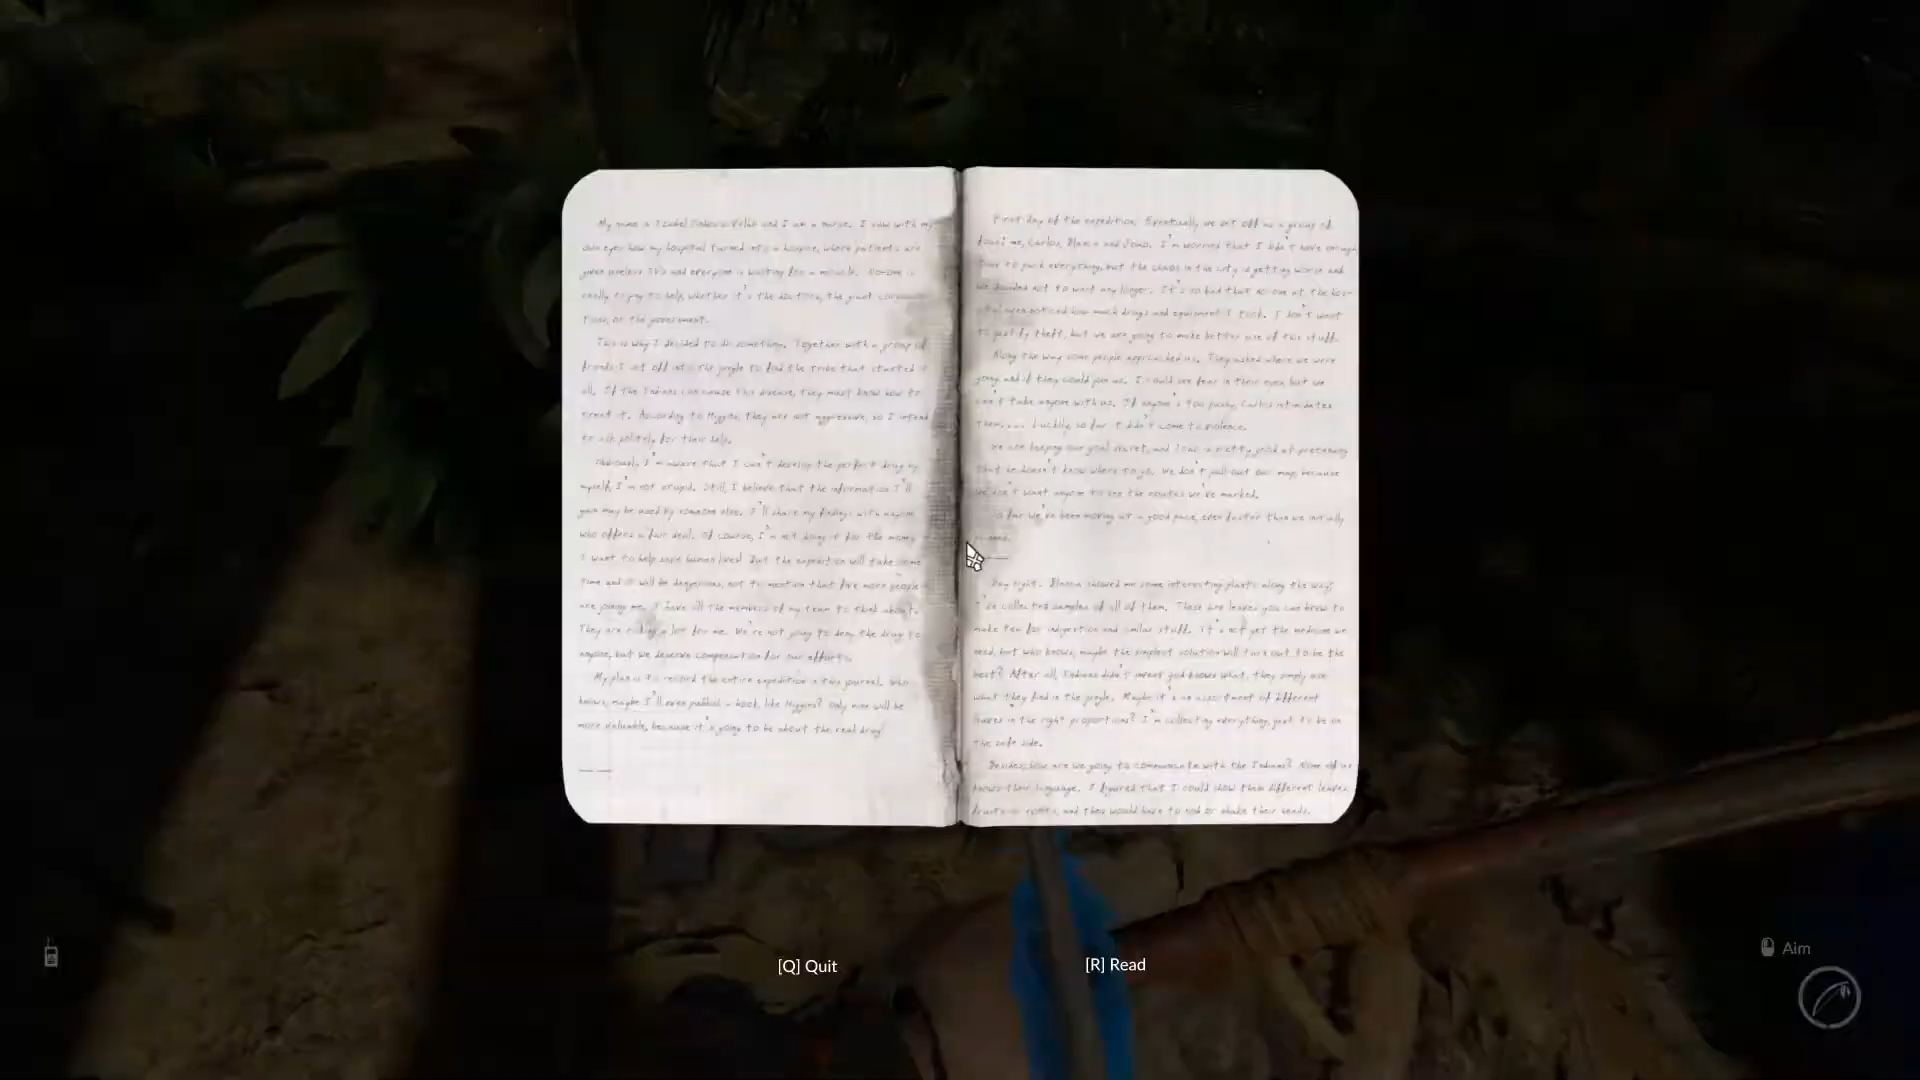 My name is Isabel and I am a nurse. I saw with my
own eyes how my hospital turned into a hospice, where patients are
given useless IVs and everyone is waiting for a miracle. No-one is
really trying to help, whether it's the doctors, the giant corpora-
tions, or the government.
This is why I decided to do something. Together with a group of
friends I set off into the jungle to find the tribe that started it
all. If the Indians can cause this disease, they must know how to
treat it. According to Higgins, they are not aggressive, so I intend
to ask politely for their help.
Obviously, I'm aware that I won't develop the perfect drug by
myself, I'm not stupid. Still, I believe that the information I'll
gain may be used by someone else. I'll share my findings with anyone
who offers a fair deal. Of course, I'm not doing it for the money
I want to help save human lives! But the expedition will take some
time and it will be dangerous, not to mention that five more people
are joining me. I have all the members of my team to think about.
They are risking a lot for me. We're not going to deny the drug to
anyone, but we deserve compensation for our efforts.
My plan is to record the entire expedition in this journal. Who
knows, maybe I'll even publish a book, like Higgins? Only mine will be
more valuable, because it's going to be about the real drug!
First day of the expedition. Eventually, we set off as a group of
four: me, Carlos, Blanca and I'm worried that I didn't have enough
time to pack everything, but the chaos in the city is getting worse and
we decided not to wait any longer. It's so bad that no-one at the hos-
pital even noticed how much drugs and equipment I took. I don't want
to justify theft, but we are going to make better use of this stuff.
Along the way some people approached us. They asked where we were
going and if they could join us. I could see fear in their eyes but we
can't take anyone with us. If anyone's too pushy, Carlos intimidates
them.... Luckily, so far it didn't come to violence.
We are keeping our goal secret, and is pretty good at pretending
that he doesn't know where to go. We don't pull out our map, because
we don't want anyone to see the routes we've marked.
So far we've been moving at a good pace, even faster than we initially
Day eight. Blanca showed me some interesting plants along the way;
I've collected samples of all of them. These are leaves you can brew to
make tea for indigestion and similar stuff. It's not yet the medicine we
need, but who knows, maybe the simplest solution will turn out to be the
best? After all, Indians didn't invent god knows what, they simply use
what they find in the jungle. Maybe it's an assortment of different
leaves in the right proportions? I'm collecting everything, just to be on
the safe side.
Besides, how are we going to communicate with the Indians? None of us
knows their language. I figured that I could show them different leaves,
fruits or roots, and they would have to nod or shake their heads.
[Q] Quit
[R] Read
Aim